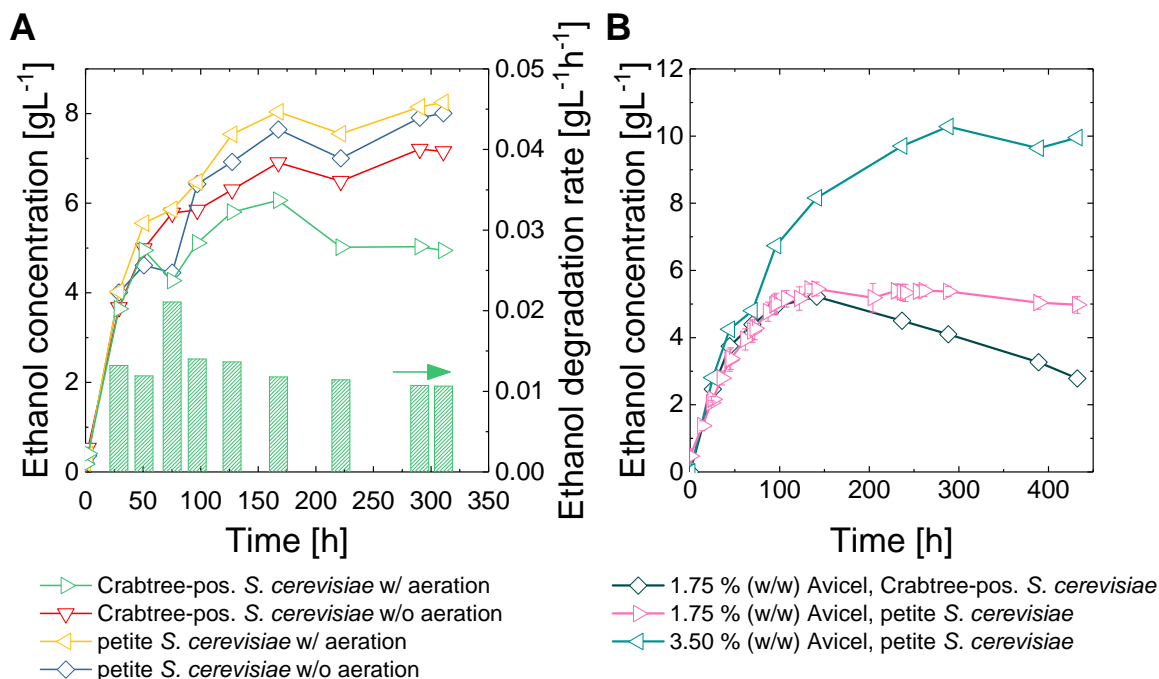 A
B
Ethanol concentration [gL⁻¹]
8
6
4
2
0
0.05
0.04
0.03
0.02
0.01
0.00
Ethanol degradation rate [gL⁻¹h⁻¹]
0 50 100 150 200 250 300 350
Time [h]
Ethanol concentration [gL⁻¹]
12
10
8
6
4
2
0
0 100 200 300 400
Time [h]
Crabtree-pos. S. cerevisiae w/ aeration
Crabtree-pos. S. cerevisiae w/o aeration
petite S. cerevisiae w/ aeration
petite S. cerevisiae w/o aeration
1.75 % (w/w) Avicel, Crabtree-pos. S. cerevisiae
1.75 % (w/w) Avicel, petite S. cerevisiae
3.50 % (w/w) Avicel, petite S. cerevisiae